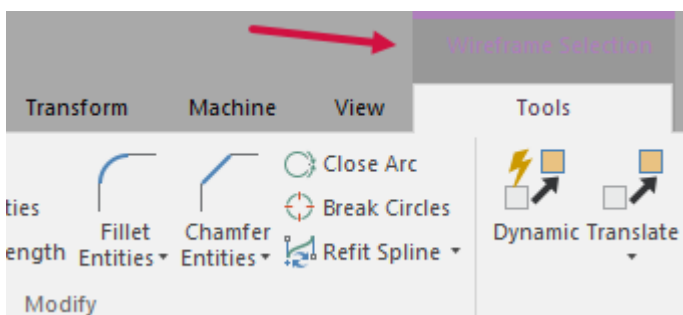 Wireframe Selection
Transform Machine View Tools
Close Arc
ties Fillet Chamfer Break Circles Dynamic Translate
ength Entities Entities Refit Spline
Modify